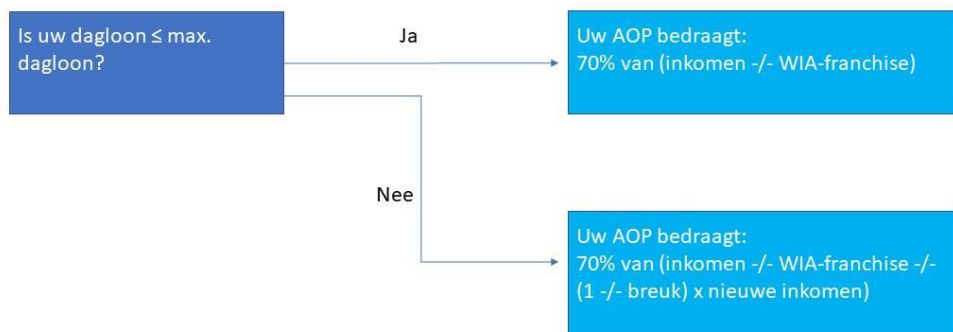 Is uw dagloon ≤ max.
dagloon?
Ja
Uw AOP bedraagt:
70% van (inkomen -/- WIA-franchise)
Nee
Uw AOP bedraagt:
70% van (inkomen -/- WIA-franchise -/-
(1 -/- breuk) x nieuwe inkomen)